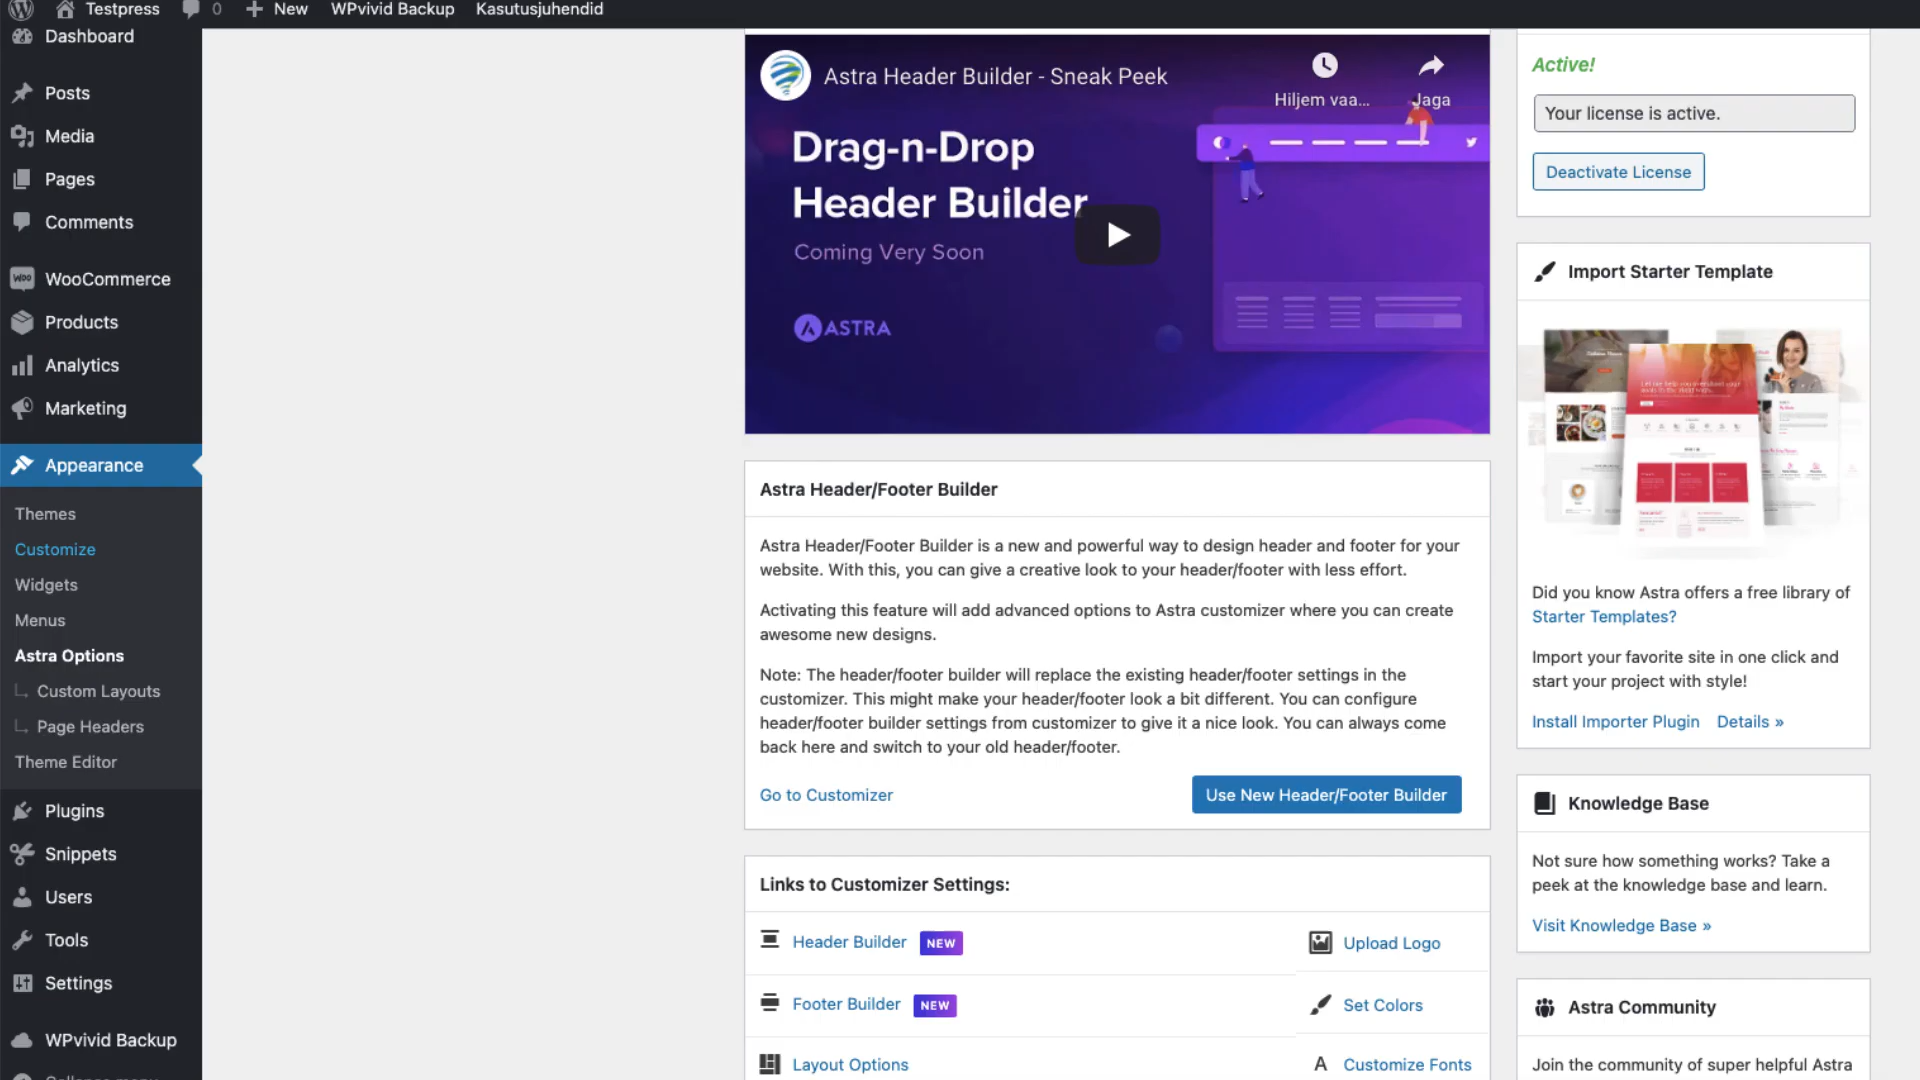 Testpress
0
New
WPvivid Backup
Kasutusjuhendid
Dashboard
Posts
Media
Pages
Comments
WooCommerce
Products
Analytics
Marketing
Appearance
Themes
Customize
Widgets
Menus
Astra Options
Custom Layouts
Page Headers
Theme Editor
Plugins
Snippets
Users
Tools
Settings
WPvivid Backup
Collapse menu
Astra Header Builder - Sneak Peek
Hiljem vaa...
Jaga
Drag-n-Drop
Header Builder
Coming Very Soon
ASTRA
Astra Header/Footer Builder
Astra Header/Footer Builder is a new and powerful way to design header and footer for your
website. With this, you can give a creative look to your header/footer with less effort.
Activating this feature will add advanced options to Astra customizer where you can create
awesome new designs.
Note: The header/footer builder will replace the existing header/footer settings in the
customizer. This might make your header/footer look a bit different. You can configure
header/footer builder settings from customizer to give it a nice look. You can always come
back here and switch to your old header/footer.
Go to Customizer
Use New Header/Footer Builder
Links to Customizer Settings:
Header Builder NEW
Upload Logo
Footer Builder NEW
Set Colors
Layout Options
A Customize Fonts
Active!
Your license is active.
Deactivate License
Import Starter Template
Did you know Astra offers a free library of
Starter Templates?
Import your favorite site in one click and
start your project with style!
Install Importer Plugin Details »
Knowledge Base
Not sure how something works? Take a
peek at the knowledge base and learn.
Visit Knowledge Base »
Astra Community
Join the community of super helpful Astra